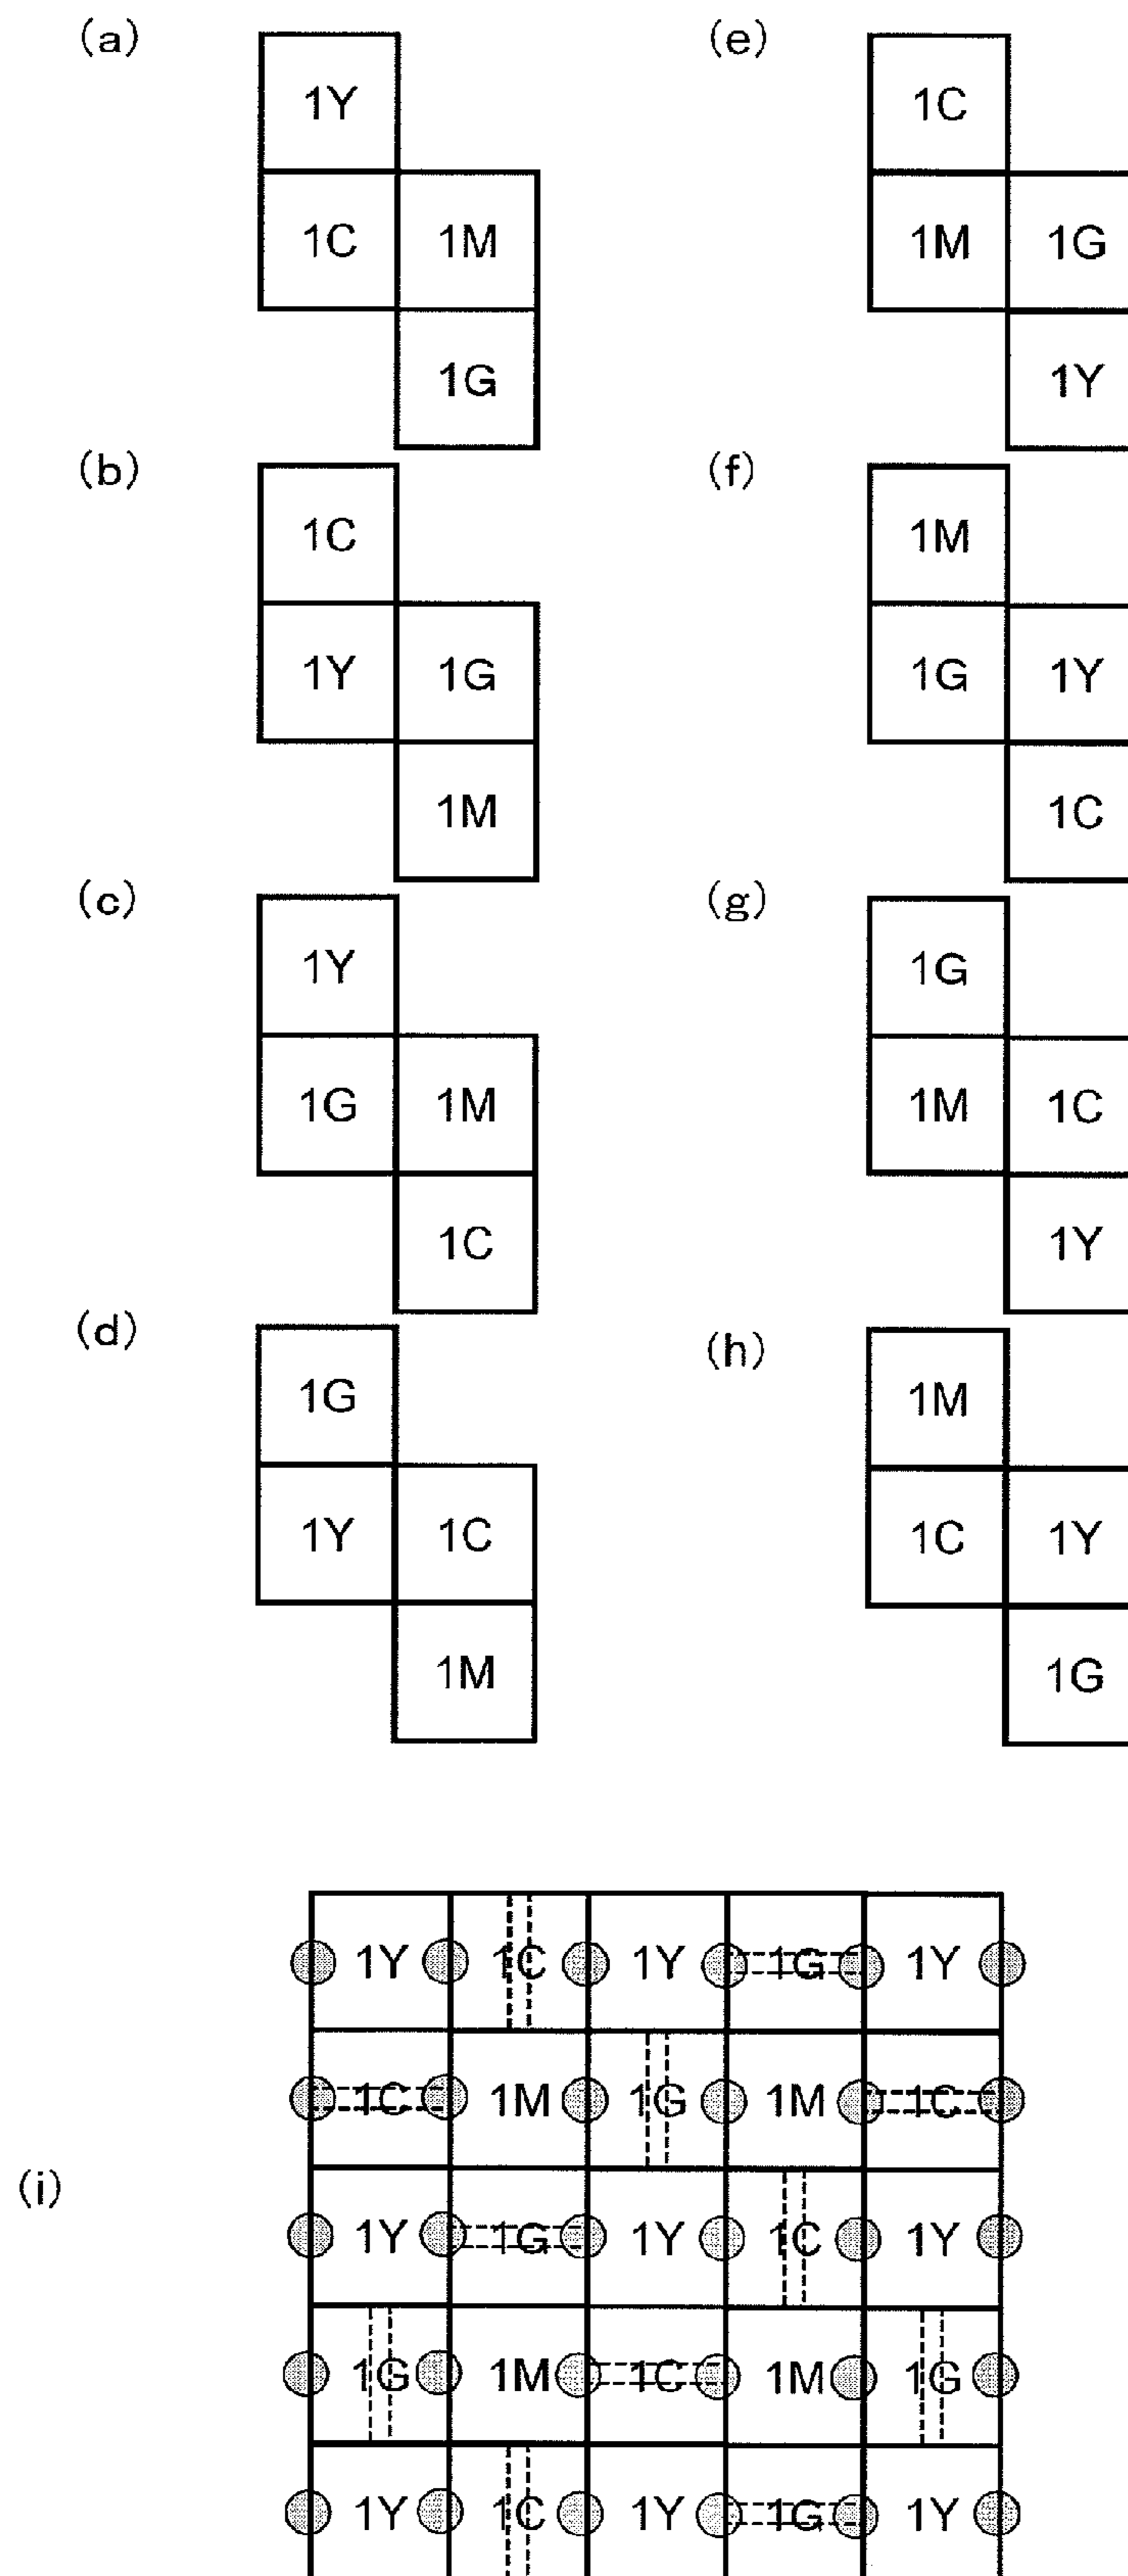 (a)
1Y
1C 1M
1G
(b)
1C
1Y 1G
1M
(c)
1Y
1G 1M
1C
(d)
1G
1Y 1C
1M
(e)
1C
1M 1G
1Y
(f)
1M
1G 1Y
1C
(g)
1G
1M 1C
1Y
(h)
1M
1C 1Y
1G
(i)
1Y 1C 1Y 1G 1Y
1C 1M 1G 1M 1C
1Y 1G 1Y 1C 1Y
1G 1M 1C 1M 1G
1Y 1C 1Y 1G 1Y